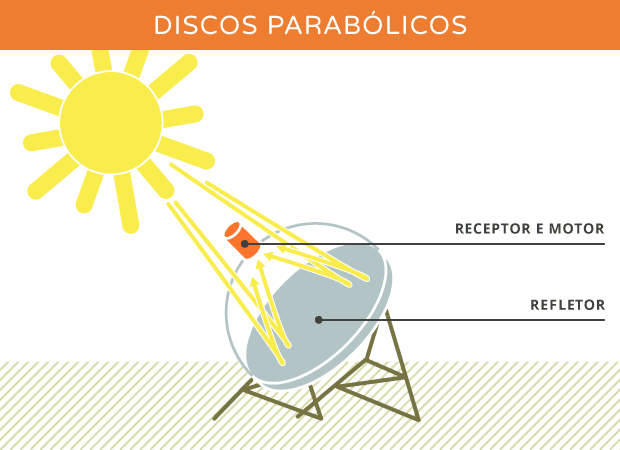 DISCOS PARABÓLICOS
RECEPTOR E MOTOR
REFLETOR